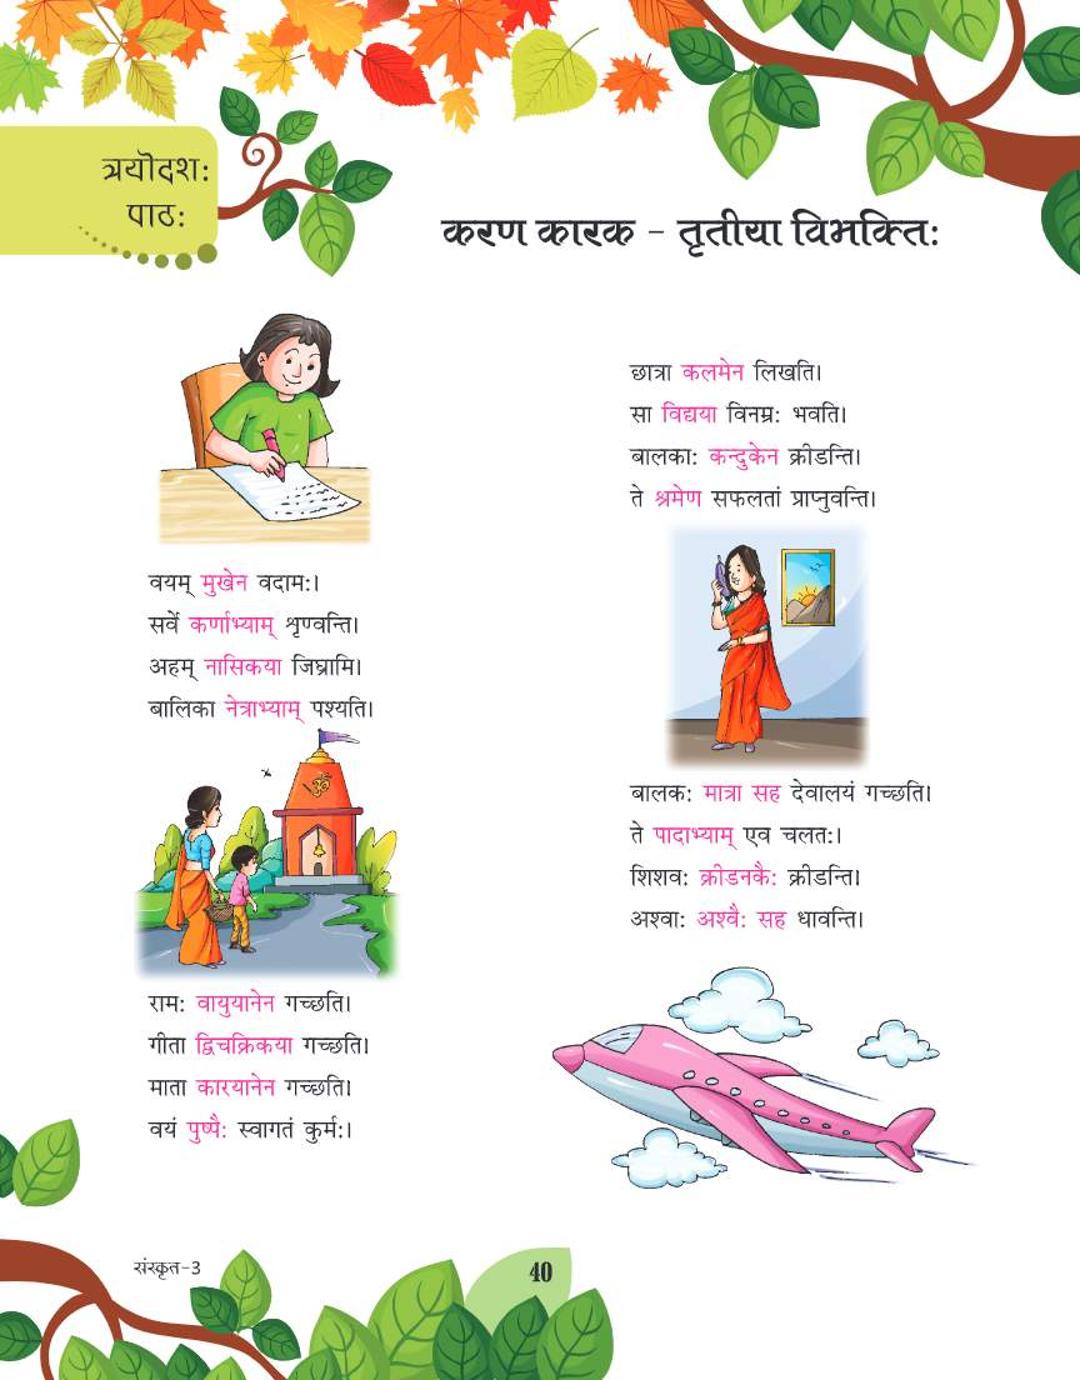 त्रयोदश:
पाठ:
करण कारक - तृतीया विभक्ति:
छात्रा कलमेन लिखति।
सा विद्यया विनम्र: भवति।
बालका: कन्दुकेन क्रीडन्ति।
ते श्रमेण सफलतां प्राप्नुवन्ति।
वयम् मुखेन वदाम:।
सर्वे कर्णाभ्याम् शृण्वन्ति।
अहम् नासिकया जिघ्रामि।
बालिका नेत्राभ्याम् पश्यति।
ॐ
बालक: मात्रा सह देवालयं गच्छति।
ते पादाभ्याम् एव चलत:।
शिशव: क्रीडनकै: क्रीडन्ति।
अश्वा: अश्वै: सह धावन्ति।
राम: वायुयानेन गच्छति।
गीता द्विचक्रिकया गच्छति।
माता कारयानेन गच्छति।
वयं पुष्पै: स्वागतं कुर्म:।
संस्कृत-3
40